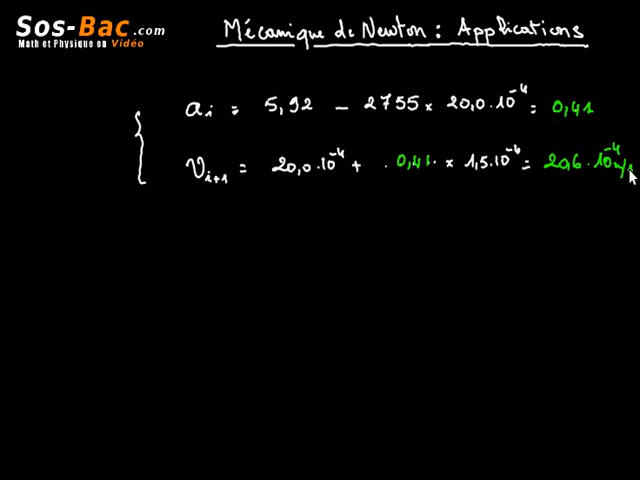 Sos-Bac.com
Math et Physique en Vidéo
Mécanique de Newton : Applications
ai = 5,92 - 2755 × 20,0.10⁻⁴ = 0,41
Vi+1 = 20,0.10⁻⁴ + 0,41 × 1,5.10⁻⁴ = 20,6.10⁻⁴ m/s